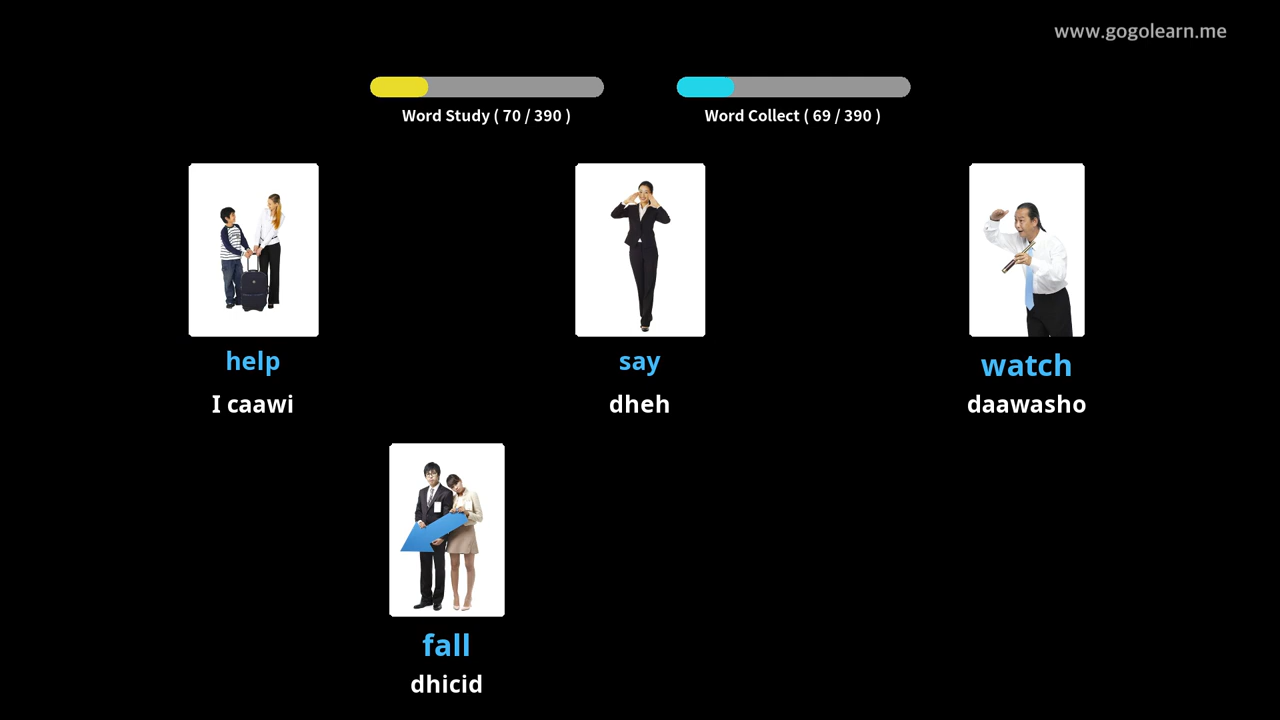 www.gogolearn.me
Word Study ( 70 / 390 )
Word Collect ( 69 / 390 )
help
I caawi
say
dheh
watch
daawasho
fall
dhicid